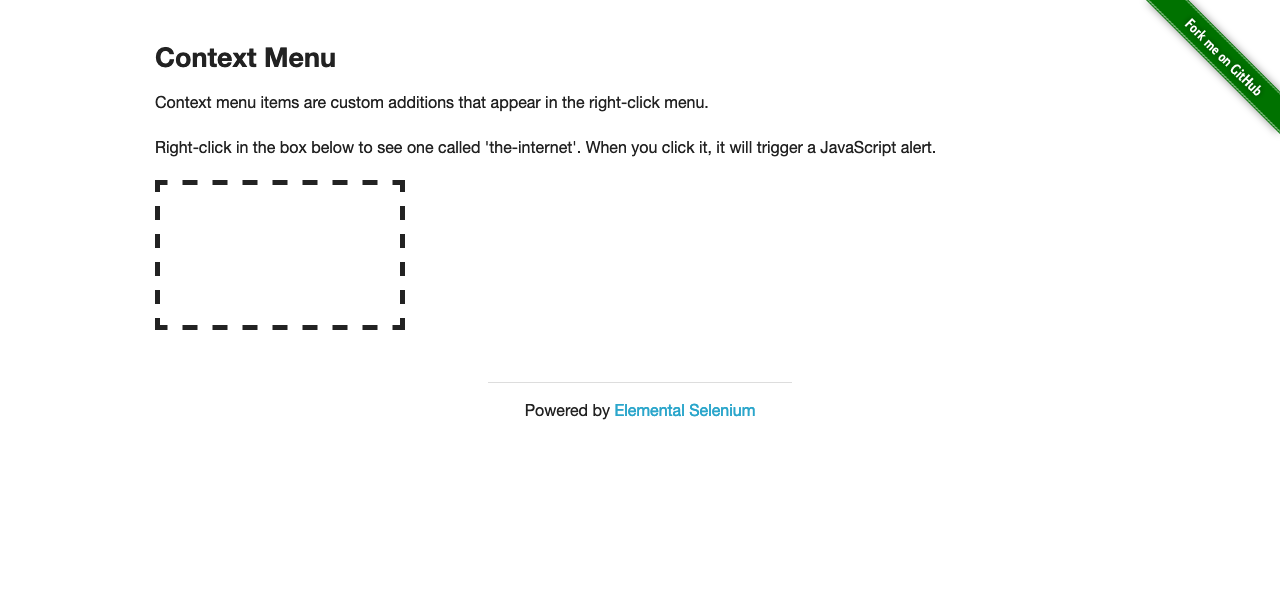 Fork me on GitHub
Context Menu
Context menu items are custom additions that appear in the right-click menu.
Right-click in the box below to see one called 'the-internet'. When you click it, it will trigger a JavaScript alert.
Powered by Elemental Selenium